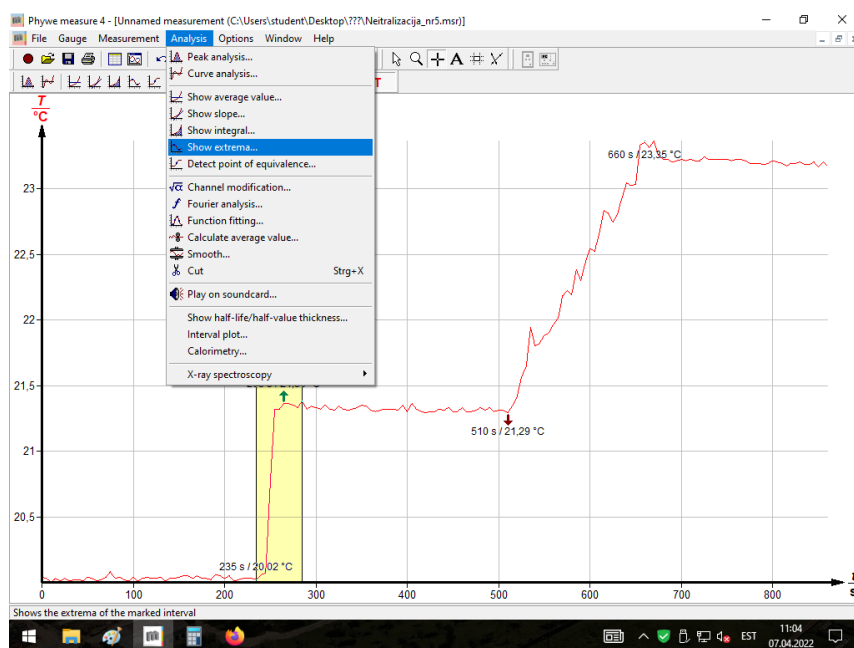 Phywe measure 4 - [Unnamed measurement (C:\Users\student\Desktop\???\Neitralizacija_nr5.msr)]
File Gauge Measurement Analysis Options Window Help
Peak analysis...
Curve analysis...
Show average value...
Show slope...
Show integral...
Show extrema...
Detect point of equivalence...
Channel modification...
Fourier analysis...
Function fitting...
Calculate average value...
Smooth...
Cut Strg+X
Play on soundcard...
Show half-life/half-value thickness...
Interval plot...
Calorimetry...
X-ray spectroscopy
T
T
°C
660 s / 23,35 °C
23
22,5
22
21,5
510 s / 21,29 °C
21
20,5
235 s / 20,02 °C
0 100 200 300 400 500 600 700 800
s
Shows the extrema of the marked interval
EST
11:04
07.04.2022